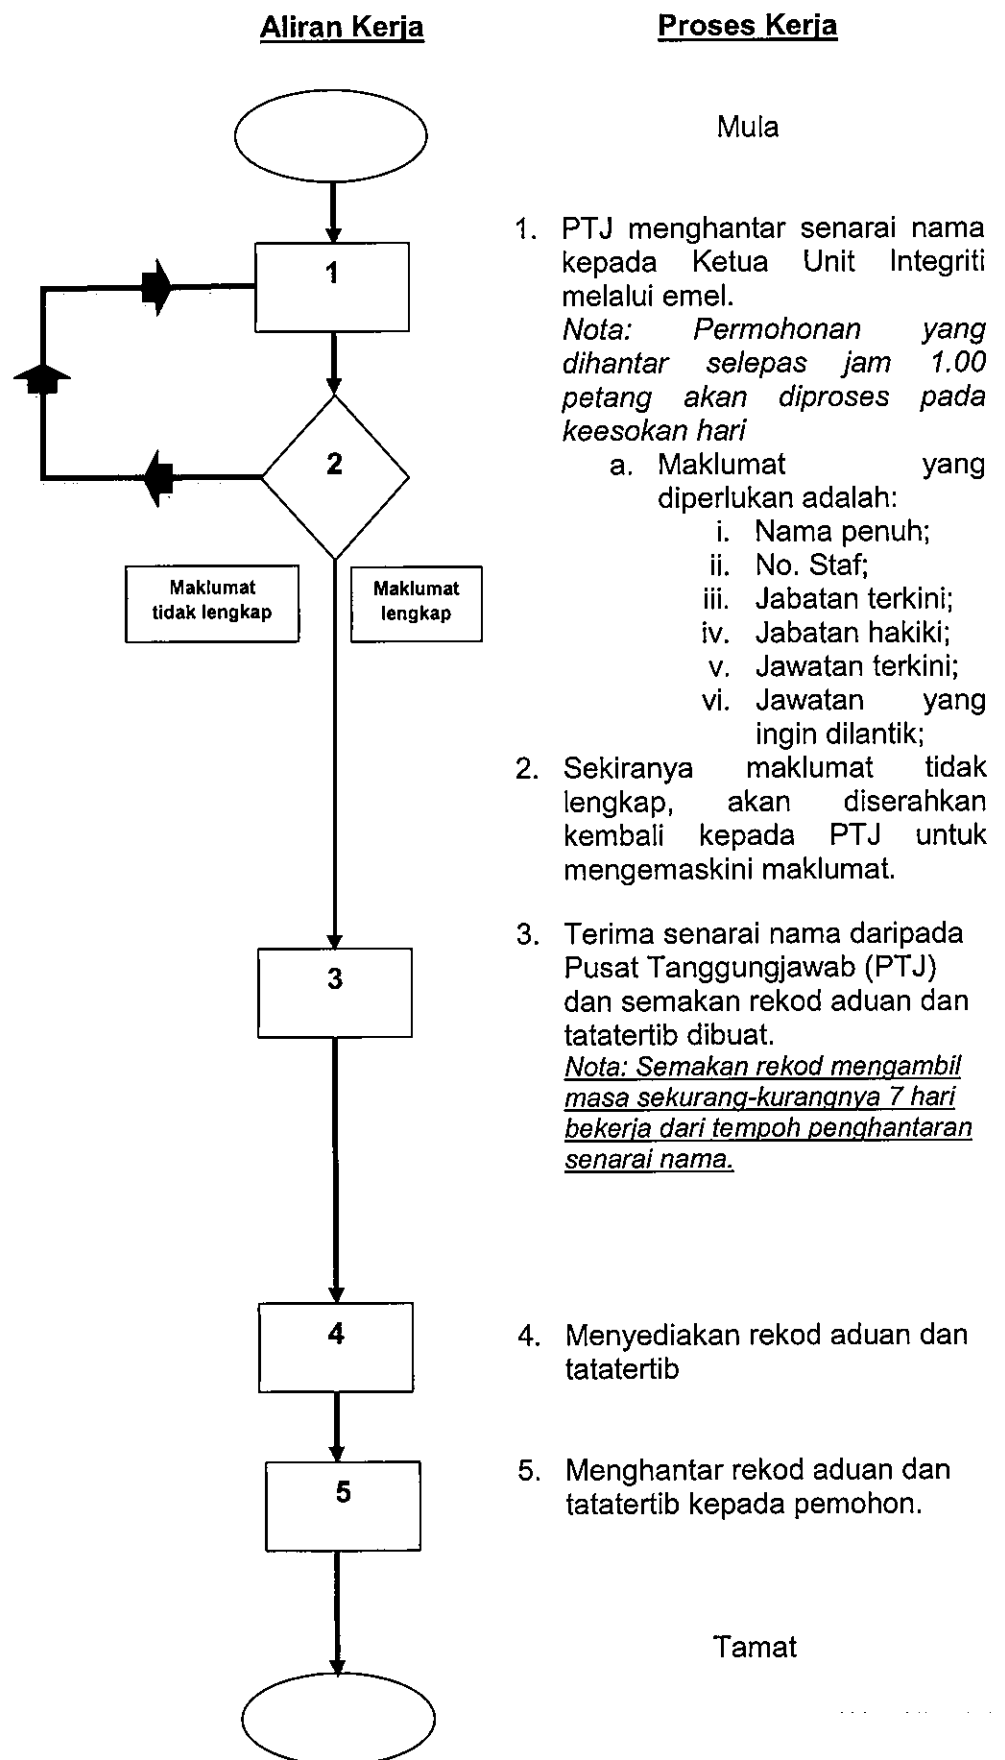 Aliran Kerja
Proses Kerja
Mula
1
1. PTJ menghantar senarai nama
kepada Ketua Unit Integriti
melalui emel.
Nota: Permohonan yang
dihantar selepas jam 1.00
petang akan diproses pada
keesokan hari
2
a. Maklumat yang
diperlukan adalah:
i. Nama penuh;
ii. No. Staf;
iii. Jabatan terkini;
iv. Jabatan hakiki;
v. Jawatan terkini;
vi. Jawatan yang
ingin dilantik;
Maklumat
tidak lengkap
Maklumat
lengkap
2. Sekiranya maklumat tidak
lengkap, akan diserahkan
kembali kepada PTJ untuk
mengemaskini maklumat.
3
3. Terima senarai nama daripada
Pusat Tanggungjawab (PTJ)
dan semakan rekod aduan dan
tatatertib dibuat.
Nota: Semakan rekod mengambil
masa sekurang-kurangnya 7 hari
bekerja dari tempoh penghantaran
senarai nama.
4
4. Menyediakan rekod aduan dan
tatatertib
5
5. Menghantar rekod aduan dan
tatatertib kepada pemohon.
Tamat